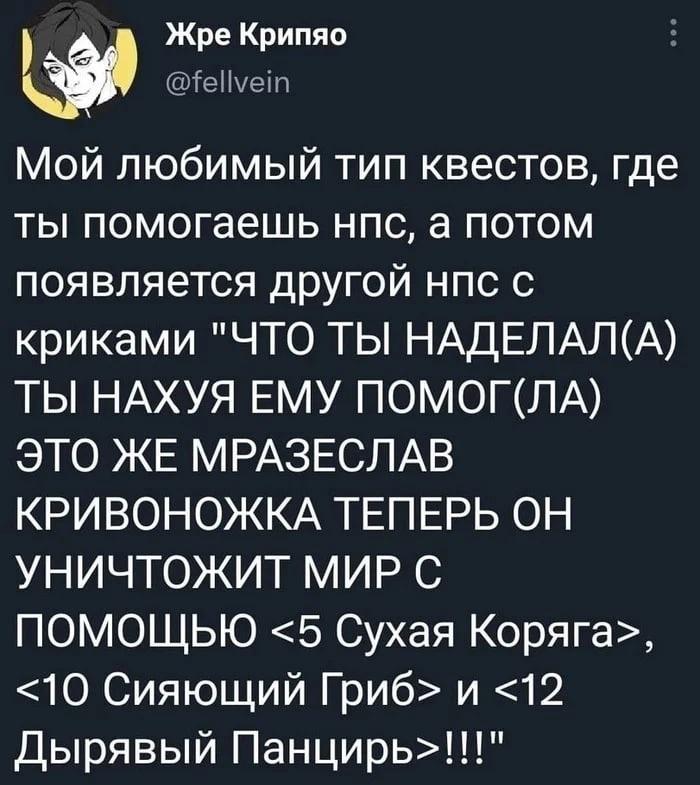 Жре Крипяо
@fellvein
Мой любимый тип квестов, где
ты помогаешь нпс, а потом
появляется другой нпс с
криками "ЧТО ТЫ НАДЕЛАЛ(А)
ТЫ НАХУЯ ЕМУ ПОМОГ(ЛА)
ЭТО ЖЕ МРАЗЕСЛАВ
КРИВОНОЖКА ТЕПЕРЬ ОН
УНИЧТОЖИТ МИР С
ПОМОЩЬЮ <5 Сухая Коряга>,
<10 Сияющий Гриб> и <12
Дырявый Панцирь>!!!"